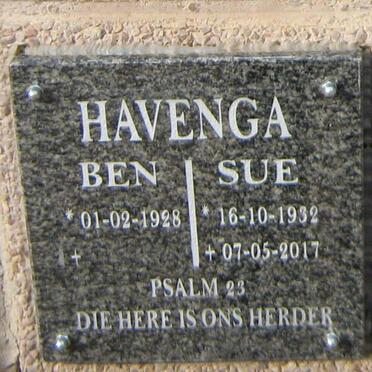 HAVENGA
BEN SUE
* 01-02-1928 * 16-10-1932
+ + 07-05-2017
PSALM 23
DIE HERE IS ONS HERDER